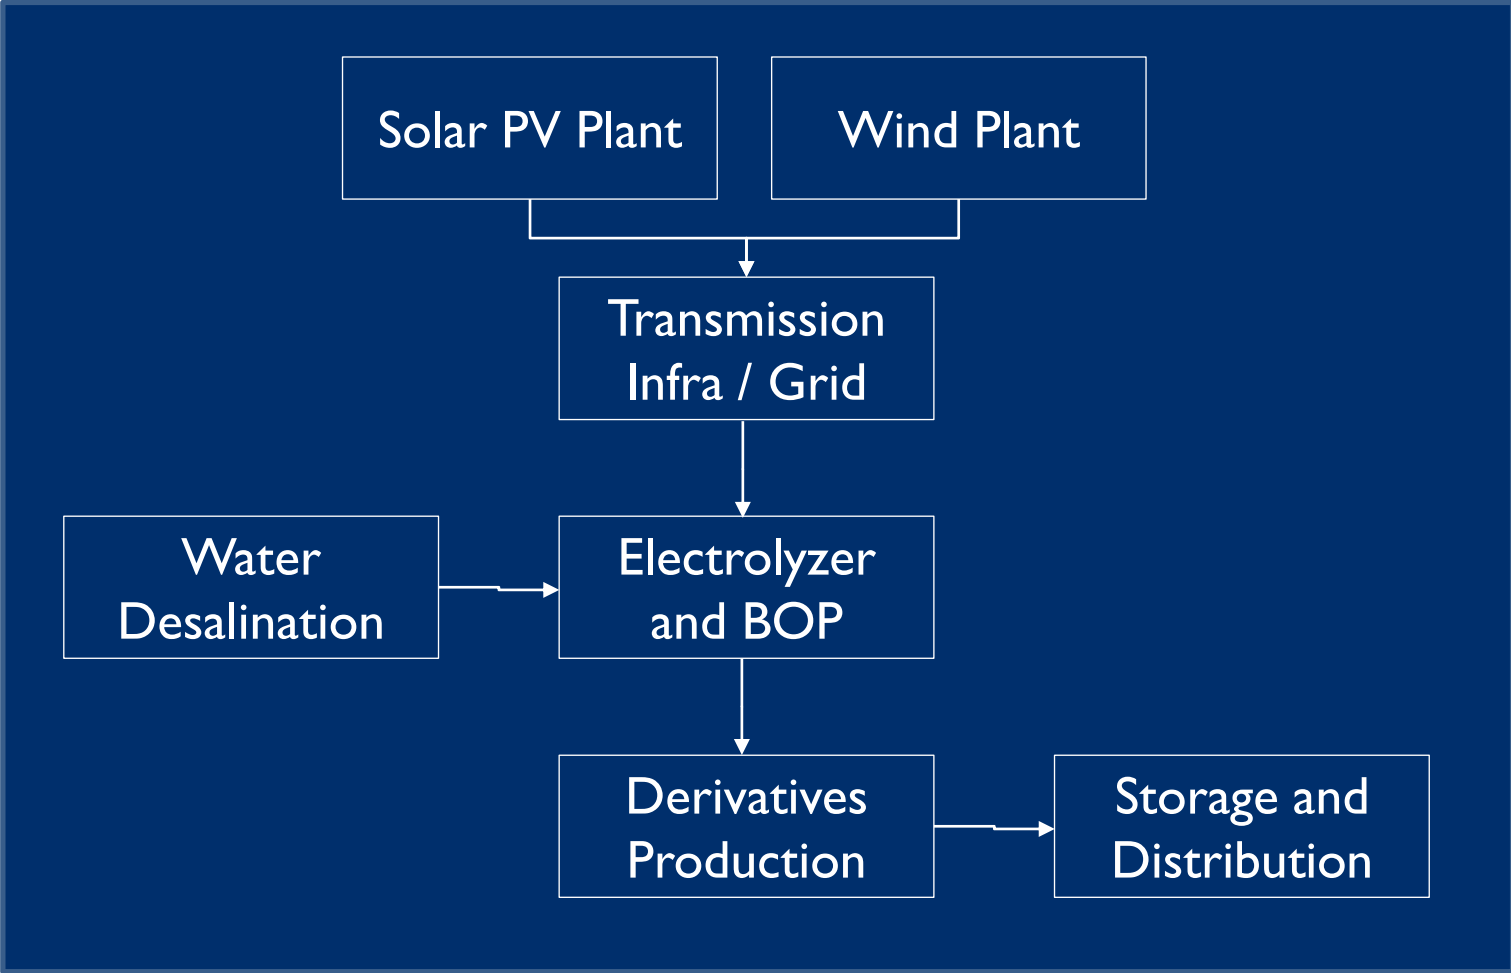 Solar PV Plant
Wind Plant
Transmission
Infra / Grid
Water
Desalination
Electrolyzer
and BOP
Derivatives
Production
Storage and
Distribution